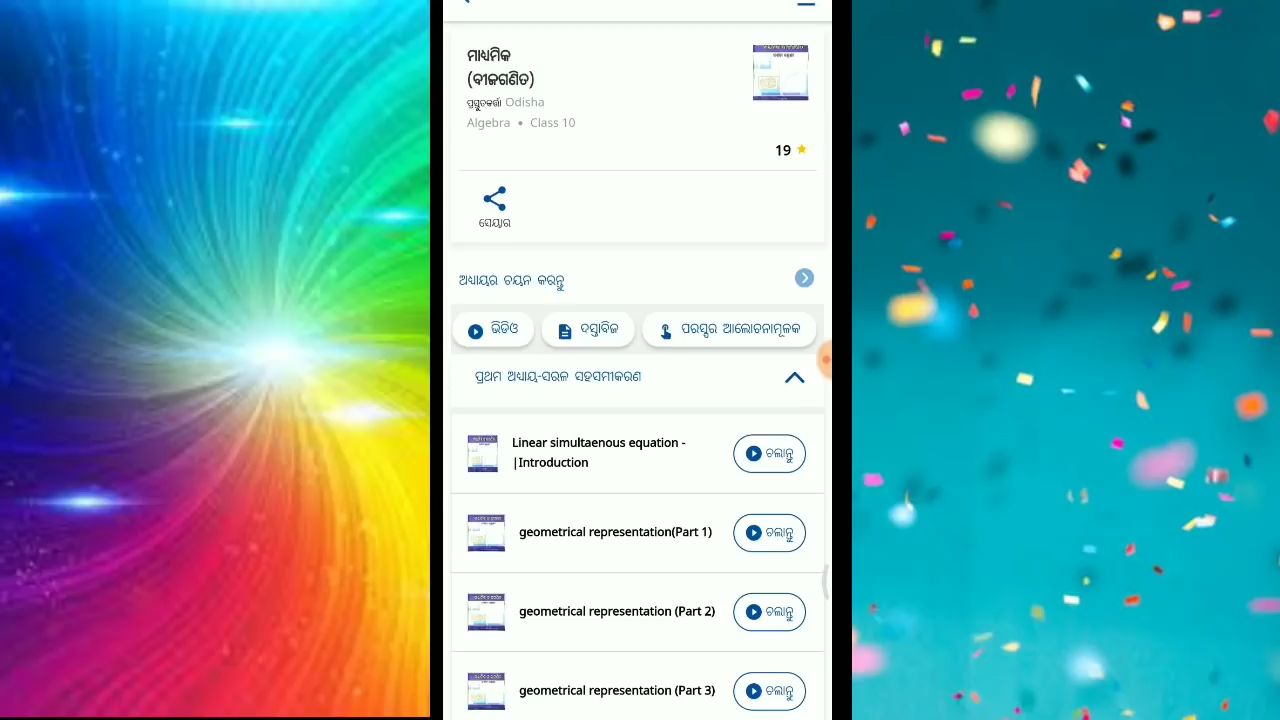 ମାଧ୍ୟମିକ
(ବୀଜଗଣିତ)
ପ୍ରସ୍ତୁତକର୍ତ୍ତା Odisha
Algebra • Class 10
19
ସେୟାର
ଅଧ୍ୟାୟର ଚୟନ କରନ୍ତୁ
ଭିଡିଓ ଦସ୍ତାବିଜ ପରସ୍ପର ଆଲୋଚନାମୂଳକ
ପ୍ରଥମ ଅଧ୍ୟାୟ-ସରଳ ସହସମୀକରଣ
Linear simultaenous equation -
|Introduction
ଚଲାନ୍ତୁ
geometrical representation(Part 1) ଚଲାନ୍ତୁ
geometrical representation (Part 2) ଚଲାନ୍ତୁ
geometrical representation (Part 3) ଚଲାନ୍ତୁ